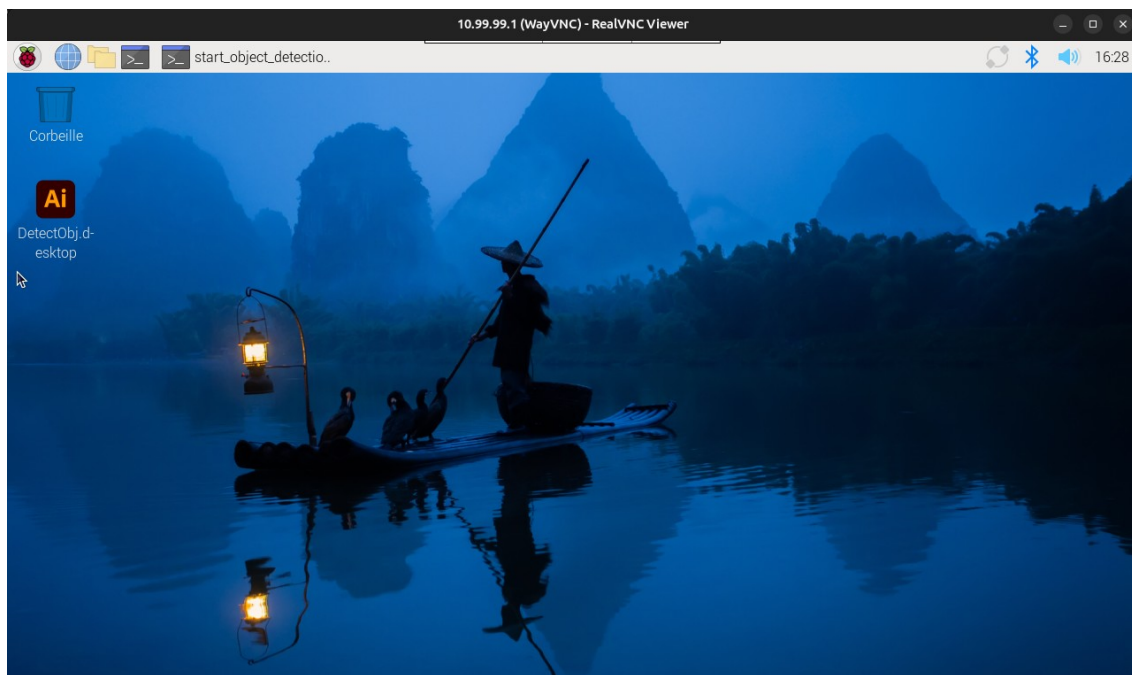 10.99.99.1 (WayVNC) - RealVNC Viewer
>_ >_ start_object_detectio.. 16:28
Corbeille
Ai
DetectObj.d-
esktop